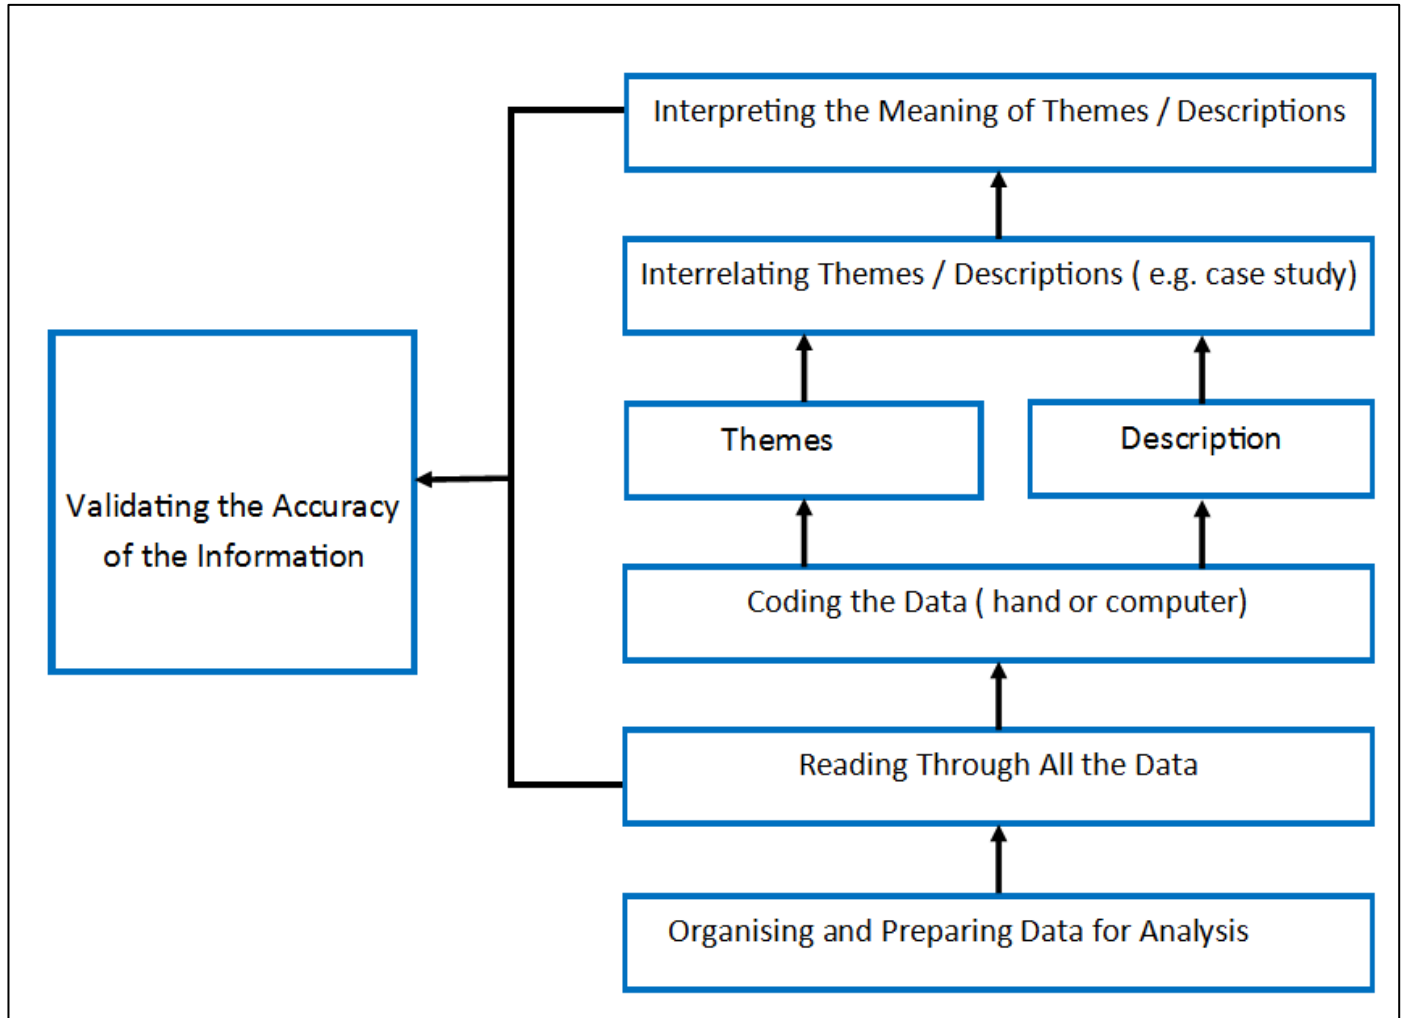 Interpreting the Meaning of Themes / Descriptions
Interrelating Themes / Descriptions ( e.g. case study)
Themes
Description
Validating the Accuracy
of the Information
Coding the Data ( hand or computer)
Reading Through All the Data
Organising and Preparing Data for Analysis